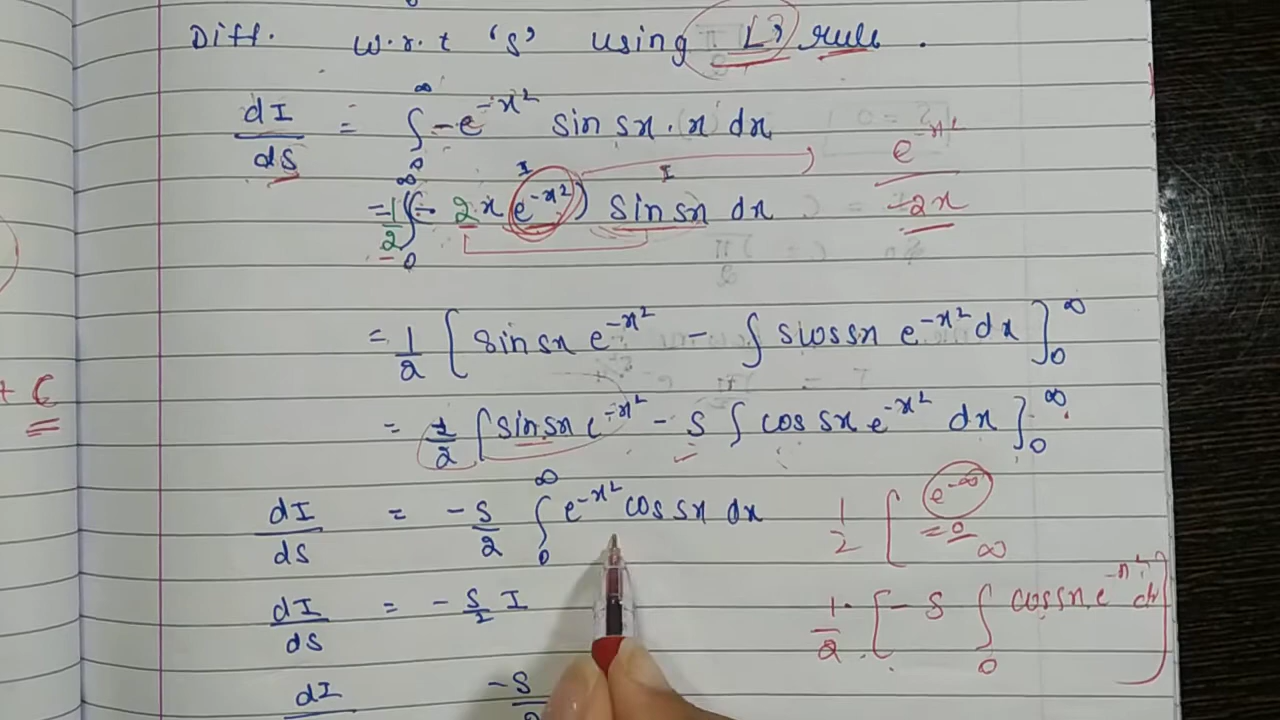 Diff. w.r.t 's' using L? rule.
dI/ds = ∫₀^∞ -e^{-x²} sin sx. x dx
e^{-x²}/-2x
= 1/2 ∫₀^∞ (- 2x e^{-x²}) sin sx dx
I I
= 1/2 [ sin sx e^{-x²} - ∫ s cos sx e^{-x²} dx ]₀^∞
+ C
= 1/2 [ sin sx e^{-x²} - s ∫ cos sx e^{-x²} dx ]₀^∞
dI/ds = -s/2 ∫₀^∞ e^{-x²} cos sx dx
1/2 [ e^{-∞} = 0
dI/ds = -s/2 I
1/2 . [ - s ∫₀^∞ cos sx. e^{-x²} dx ]
dI -s